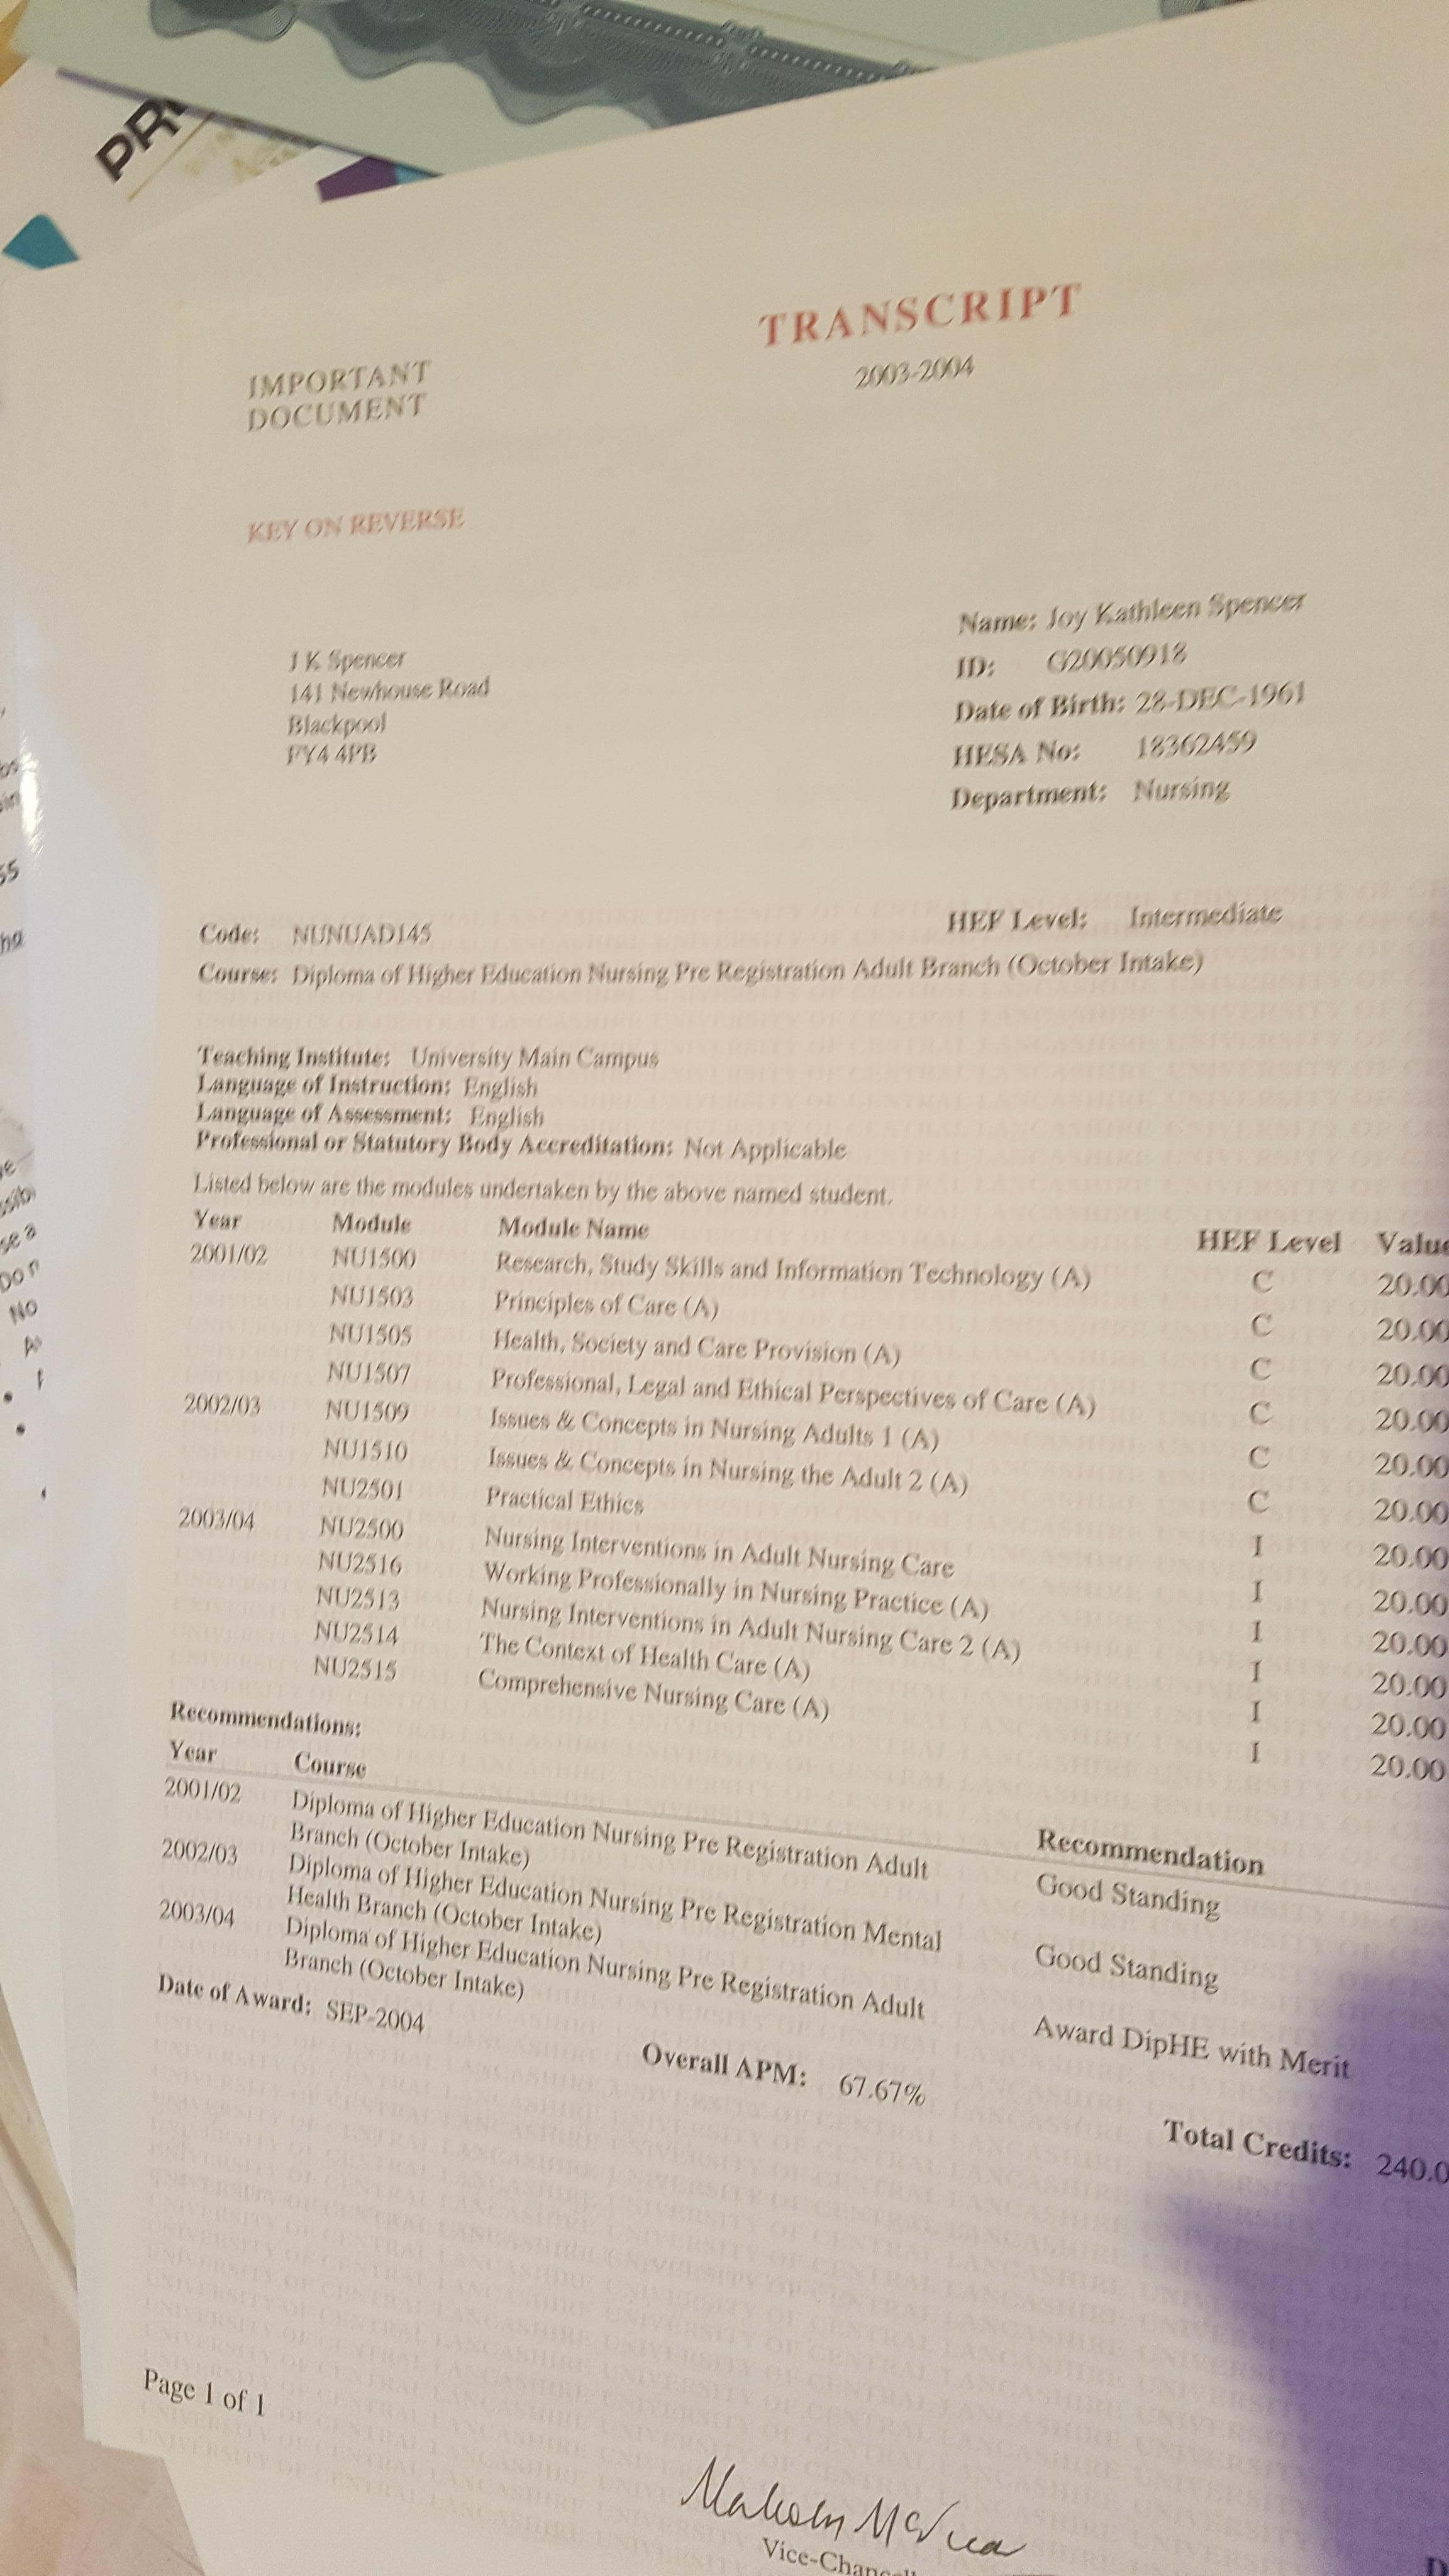 PR
TRANSCRIPT
2003-2004
IMPORTANT
DOCUMENT
KEY ON REVERSE
J K Spencer
141 Newhouse Road
Blackpool
FY4 4PB
Name: Joy Kathleen Spencer
ID: G20050918
Date of Birth: 28-DEC-1961
HESA No: 18362459
Department: Nursing
Code: NUNUAD145
HEF Level: Intermediate
Course: Diploma of Higher Education Nursing Pre Registration Adult Branch (October Intake)
Teaching Institute: University Main Campus
Language of Instruction: English
Language of Assessment: English
Professional or Statutory Body Accreditation: Not Applicable
Listed below are the modules undertaken by the above named student.
Year Module Module Name HEF Level Value
2001/02 NU1500 Research, Study Skills and Information Technology (A) C 20.00
NU1503 Principles of Care (A) C 20.00
NU1505 Health, Society and Care Provision (A) C 20.00
NU1507 Professional, Legal and Ethical Perspectives of Care (A) C 20.00
2002/03 NU1509 Issues & Concepts in Nursing Adults 1 (A) C 20.00
NU1510 Issues & Concepts in Nursing the Adult 2 (A) C 20.00
NU2501 Practical Ethics I 20.00
2003/04 NU2500 Nursing Interventions in Adult Nursing Care I 20.00
NU2516 Working Professionally in Nursing Practice (A) I 20.00
NU2513 Nursing Interventions in Adult Nursing Care 2 (A) I 20.00
NU2514 The Context of Health Care (A) I 20.00
NU2515 Comprehensive Nursing Care (A) I 20.00
Recommendations:
Year Course Recommendation
2001/02 Diploma of Higher Education Nursing Pre Registration Adult Good Standing
Branch (October Intake)
2002/03 Diploma of Higher Education Nursing Pre Registration Mental Good Standing
Health Branch (October Intake)
2003/04 Diploma of Higher Education Nursing Pre Registration Adult Award DipHE with Merit
Branch (October Intake)
Date of Award: SEP-2004
Overall APM: 67.67%
Total Credits: 240.0
Page 1 of 1
Vice-Chancell